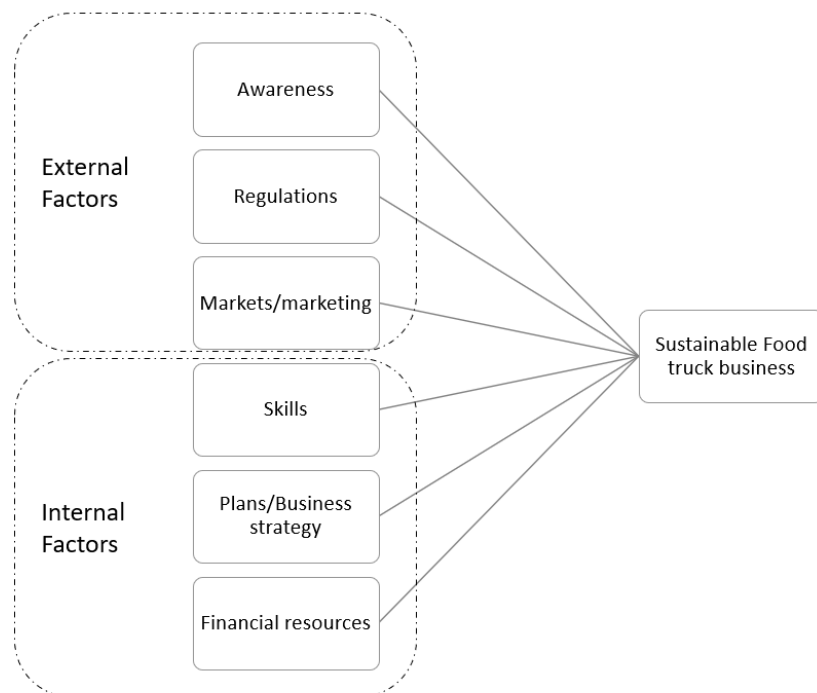 Awareness
External
Factors
Regulations
Markets/marketing
Sustainable Food
truck business
Skills
Internal
Factors
Plans/Business
strategy
Financial resources